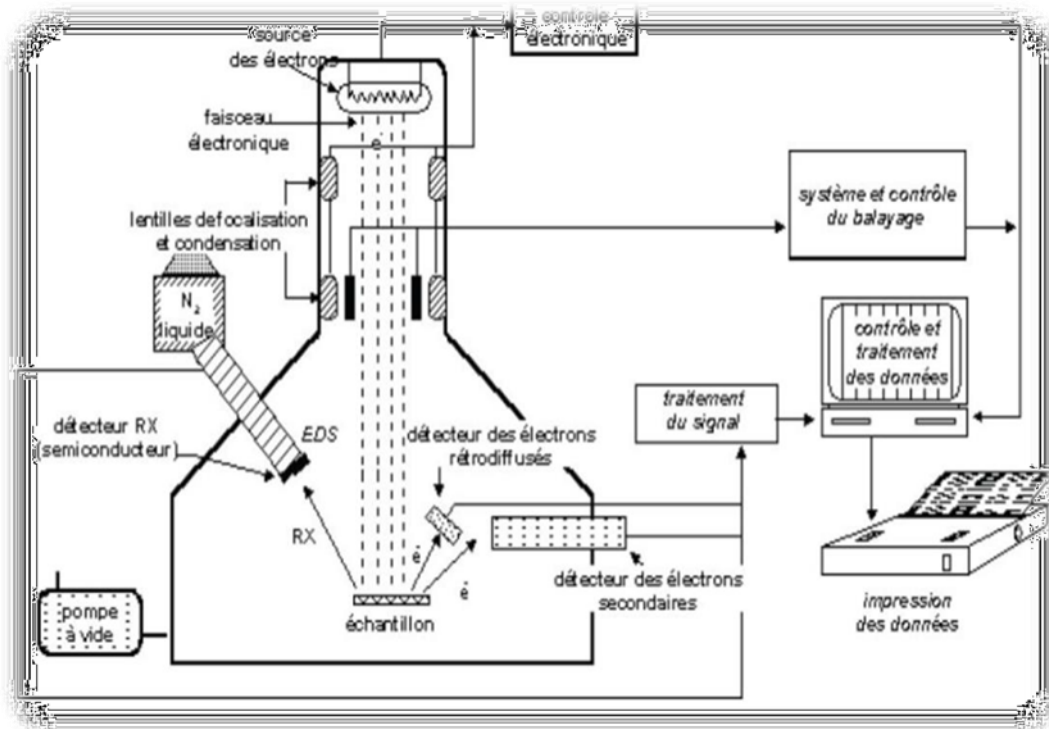 contrôle
électronique
source
des électrons
faisceau
électronique
e⁻
système et contrôle
du balayage
lentilles defocalisation
et condensation
N₂
liquide
contrôle et
traitement
des données
traitement
du signal
détecteur RX
(semiconducteur)
EDS
détecteur des électrons
rétrodiffusés
RX
é
é
détecteur des électrons
secondaires
échantillon
pompe
à vide
impression
des données